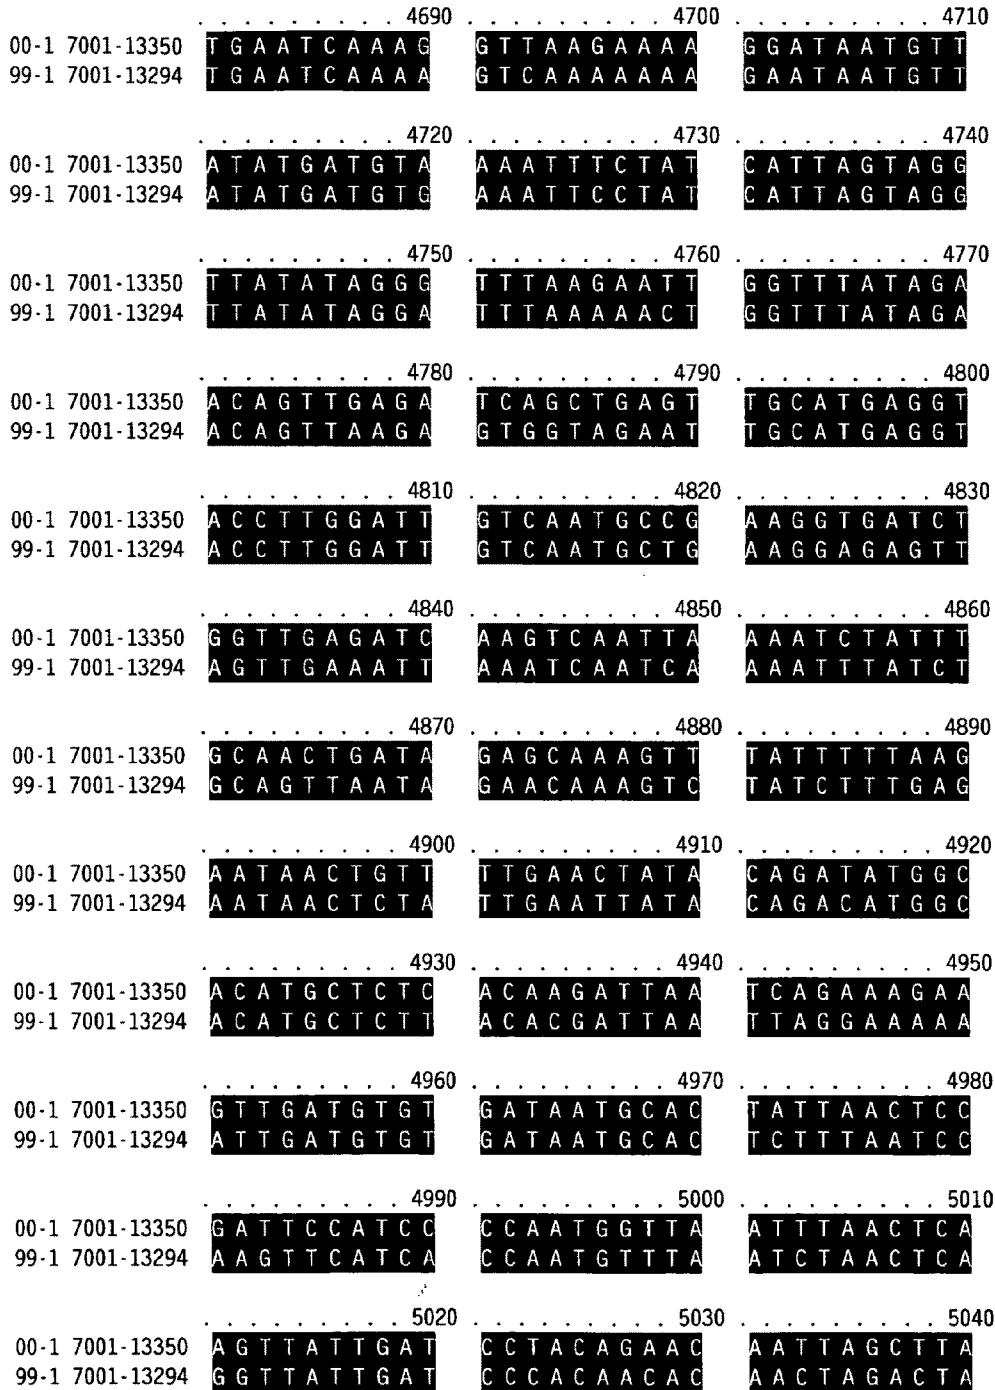 . . . . . . . . . 4690 . . . . . . . . . 4700 . . . . . . . . . 4710
00-1 7001-13350 TGAATCAAAG GTTAAGAAAA GGATAATGTT
99-1 7001-13294 TGAATCAAAA GTCAAAAAAA GAATAATGTT
. . . . . . . . . 4720 . . . . . . . . . 4730 . . . . . . . . . 4740
00-1 7001-13350 ATATGATGTA AAATTTCTAT CATTAGTAGG
99-1 7001-13294 ATATGATGTG AAATTCCTAT CATTAGTAGG
. . . . . . . . . 4750 . . . . . . . . . 4760 . . . . . . . . . 4770
00-1 7001-13350 TTATATAGGG TTTAAGAATT GGTTTATAGA
99-1 7001-13294 TTATATAGGA TTTAAAAACT GGTTTATAGA
. . . . . . . . . 4780 . . . . . . . . . 4790 . . . . . . . . . 4800
00-1 7001-13350 ACAGTTGAGA TCAGCTGAGT TGCATGAGGT
99-1 7001-13294 ACAGTTAAGA GTGGTAGAAT TGCATGAGGT
. . . . . . . . . 4810 . . . . . . . . . 4820 . . . . . . . . . 4830
00-1 7001-13350 ACCTTGGATT GTCAATGCCG AAGGTGATCT
99-1 7001-13294 ACCTTGGATT GTCAATGCTG AAGGAGAGTT
. . . . . . . . . 4840 . . . . . . . . . 4850 . . . . . . . . . 4860
00-1 7001-13350 GGTTGAGATC AAGTCAATTA AAATCTATTT
99-1 7001-13294 AGTTGAAATT AAATCAATCA AAATTTATCT
. . . . . . . . . 4870 . . . . . . . . . 4880 . . . . . . . . . 4890
00-1 7001-13350 GCAACTGATA GAGCAAAGTT TATTTTTAAG
99-1 7001-13294 GCAGTTAATA GAACAAAGTC TATCTTTGAG
. . . . . . . . . 4900 . . . . . . . . . 4910 . . . . . . . . . 4920
00-1 7001-13350 AATAACTGTT TTGAACTATA CAGATATGGC
99-1 7001-13294 AATAACTCTA TTGAATTATA CAGACATGGC
. . . . . . . . . 4930 . . . . . . . . . 4940 . . . . . . . . . 4950
00-1 7001-13350 ACATGCTCTC ACAAGATTAA TCAGAAAGAA
99-1 7001-13294 ACATGCTCTT ACACGATTAA TTAGGAAAAA
. . . . . . . . . 4960 . . . . . . . . . 4970 . . . . . . . . . 4980
00-1 7001-13350 GTTGATGTGT GATAATGCAC TATTAACTCC
99-1 7001-13294 ATTGATGTGT GATAATGCAC TCTTTAATCC
. . . . . . . . . 4990 . . . . . . . . . 5000 . . . . . . . . . 5010
00-1 7001-13350 GATTCCATCC CCAATGGTTA ATTTAACTCA
99-1 7001-13294 AAGTTCATCA CCAATGTTTA ATCTAACTCA
. . . . . . . . . 5020 . . . . . . . . . 5030 . . . . . . . . . 5040
00-1 7001-13350 AGTTATTGAT CCTACAGAAC AATTAGCTTA
99-1 7001-13294 GGTTATTGAT CCCACAACAC AACTAGACTA